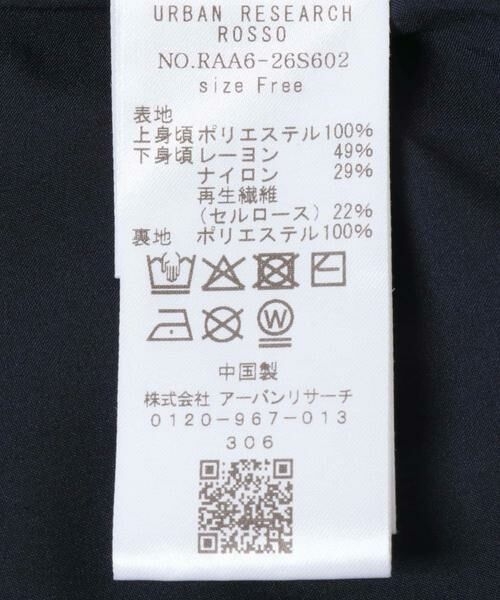 URBAN RESEARCH
ROSSO
NO.RAA6-26S602
size Free
表地
上身頃 ポリエステル100%
下身頃 レーヨン 49%
ナイロン 29%
再生繊維
(セルロース) 22%
裏地 ポリエステル100%
W
中国製
株式会社 アーバンリサーチ
0120-967-013
306